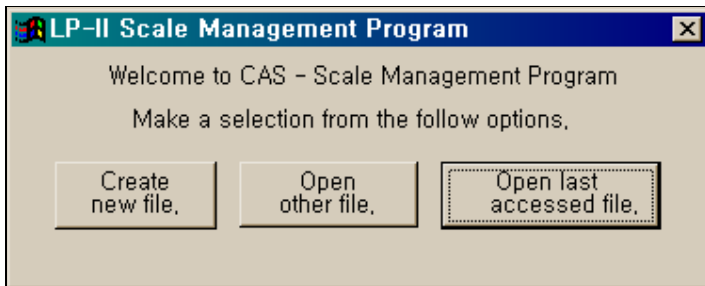 LP-II Scale Management Program
Welcome to CAS - Scale Management Program
Make a selection from the follow options,
Create
new file,
Open
other file,
Open last
accessed file,